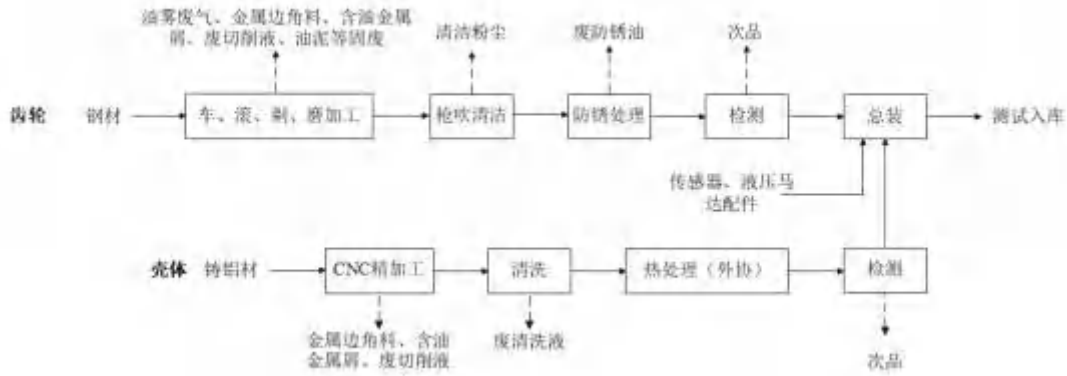 油雾废气、金属边角料、含油金属
屑、废切削液、油泥等固废
清洁粉尘
废防锈油
次品
齿轮
钢材
车、滚、剃、磨加工
枪吹清洁
防锈处理
检测
总装
测试入库
传感器、液压马
达配件
壳体
铸铝材
CNC精加工
清洗
热处理（外协）
检测
金属边角料、含油
金属屑、废切削液
废清洗液
次品